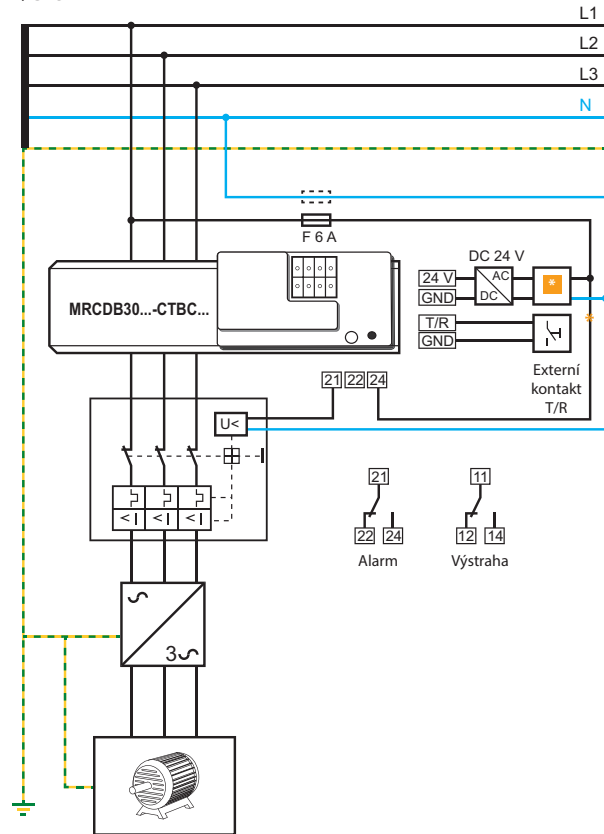 L1
L2
L3
N
F 6 A
MRCDB30...-CTBC...
DC 24 V
24 V
GND
AC
DC
*
*
T/R
GND
Externí
kontakt
T/R
21 22 24
U<
< I < I < I
21
22 24
Alarm
11
12 14
Výstraha
3